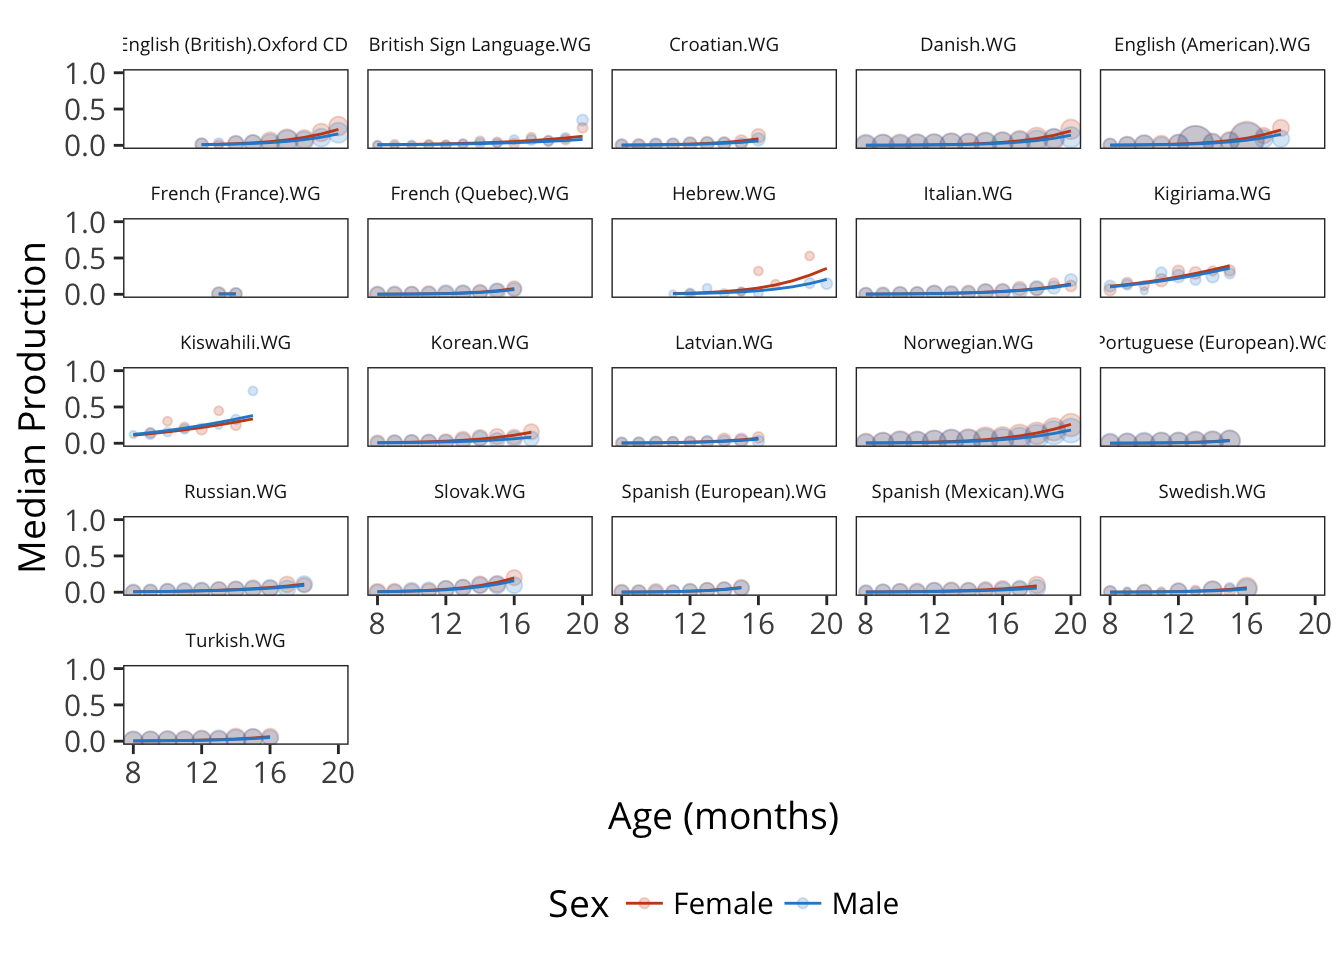 English (British).Oxford CD British Sign Language.WG Croatian.WG Danish.WG English (American).WG
1.0
0.5
0.0
French (France).WG French (Quebec).WG Hebrew.WG Italian.WG Kigiriama.WG
1.0
0.5
0.0
Kiswahili.WG Korean.WG Latvian.WG Norwegian.WG Portuguese (European).WG
1.0
0.5
0.0
Median Production
Russian.WG Slovak.WG Spanish (European).WG Spanish (Mexican).WG Swedish.WG
1.0
0.5
0.0
8 12 16 20 8 12 16 20 8 12 16 20 8 12 16 20
Turkish.WG
1.0
0.5
0.0
8 12 16 20
Age (months)
Sex Female Male